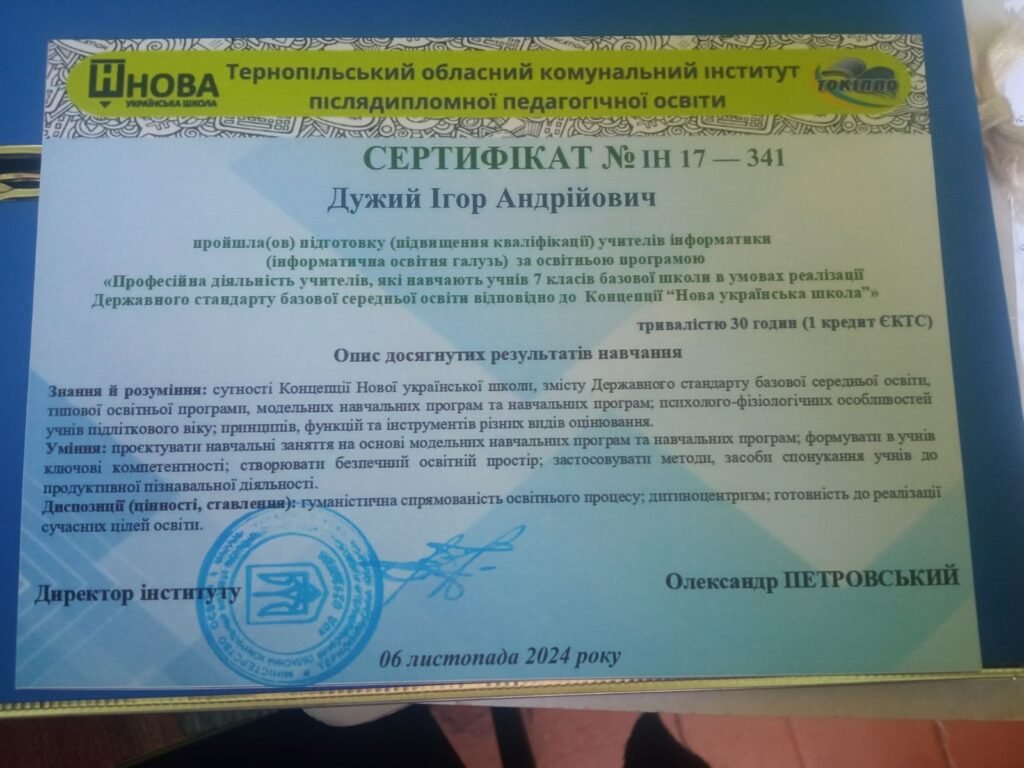 НОВА
УКРАЇНСЬКА ШКОЛА
Тернопільський обласний комунальний інститут
післядипломної педагогічної освіти
ТОКІППО
СЕРТИФІКАТ № ІН 17 — 341
Дужий Ігор Андрійович
пройшла(ов) підготовку (підвищення кваліфікації) учителів інформатики
(інформатична освітня галузь) за освітньою програмою
«Професійна діяльність учителів, які навчають учнів 7 класів базової школи в умовах реалізації
Державного стандарту базової середньої освіти відповідно до Концепції “Нова українська школа”»
тривалістю 30 годин (1 кредит ЄКТС)
Опис досягнутих результатів навчання
Знання й розуміння: сутності Концепції Нової української школи, змісту Державного стандарту базової середньої освіти,
типової освітньої програми, модельних навчальних програм та навчальних програм; психолого-фізіологічних особливостей
учнів підліткового віку; принципів, функцій та інструментів різних видів оцінювання.
Уміння: проєктувати навчальні заняття на основі модельних навчальних програм та навчальних програм; формувати в учнів
ключові компетентності; створювати безпечний освітній простір; застосовувати методи, засоби спонукання учнів до
продуктивної пізнавальної діяльності.
Диспозиції (цінності, ставлення): гуманістична спрямованість освітнього процесу; дитиноцентризм; готовність до реалізації
сучасних цілей освіти.
Директор інституту
Олександр ПЕТРОВСЬКИЙ
06 листопада 2024 року